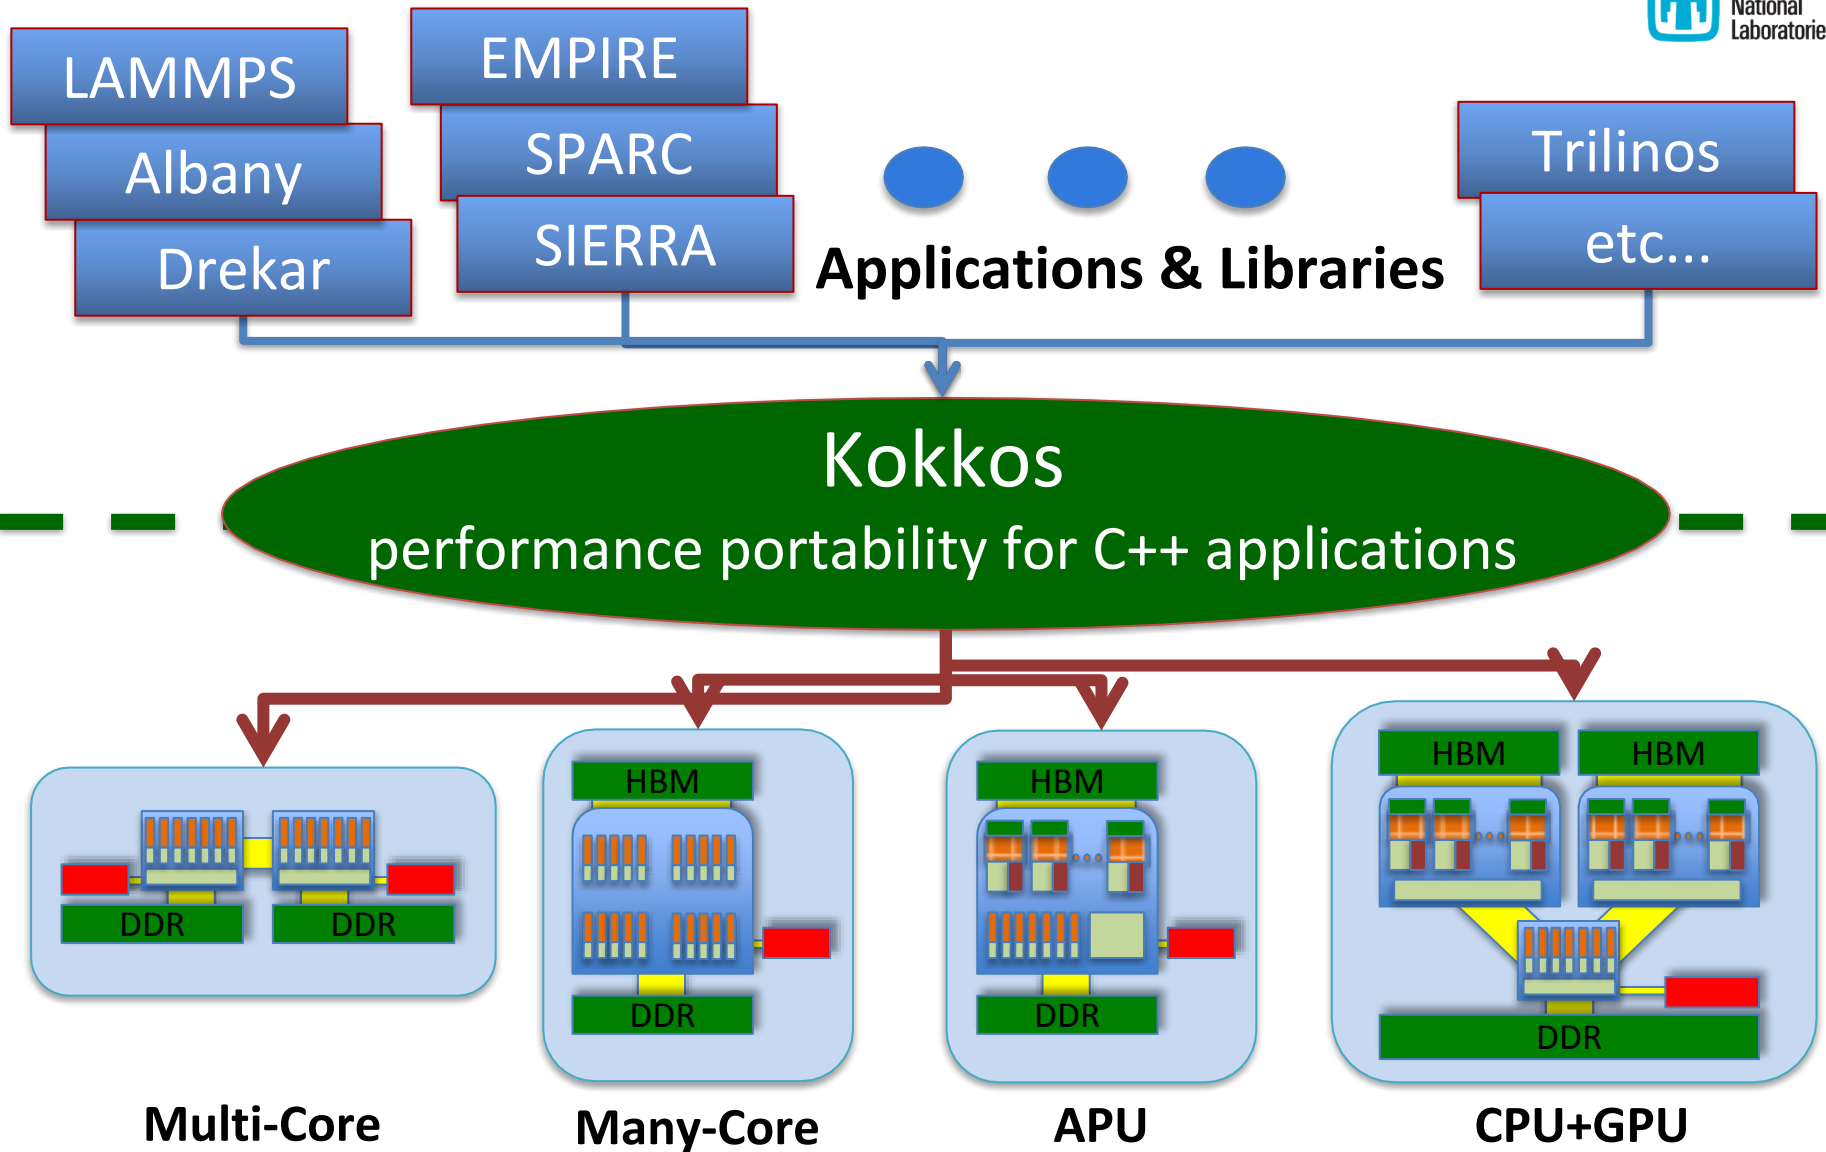 National
Laboratorie
LAMMPS
Albany
Drekar
EMPIRE
SPARC
SIERRA
Applications & Libraries
Trilinos
etc...
Kokkos
performance portability for C++ applications
DDR
DDR
HBM
DDR
HBM
DDR
HBM
HBM
DDR
Multi-Core
Many-Core
APU
CPU+GPU